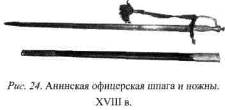 Рис. 24. Аннинская офицерская шпага и ножны.
XVIII в.